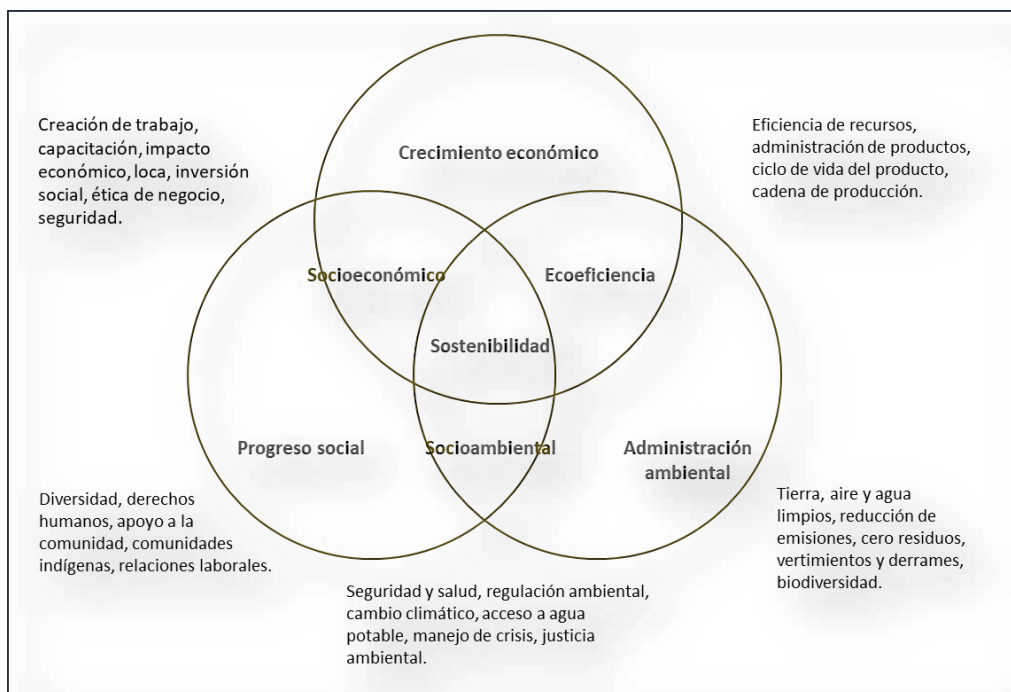 Creación de trabajo,
capacitación, impacto
económico, loca, inversión
social, ética de negocio,
seguridad.
Crecimiento económico
Eficiencia de recursos,
administración de productos,
ciclo de vida del producto,
cadena de producción.
Socioeconómico
Ecoeficiencia
Sostenibilidad
Progreso social
Socioambiental
Administración
ambiental
Diversidad, derechos
humanos, apoyo a la
comunidad, comunidades
indígenas, relaciones laborales.
Seguridad y salud, regulación ambiental,
cambio climático, acceso a agua
potable, manejo de crisis, justicia
ambiental.
Tierra, aire y agua
limpios, reducción de
emisiones, cero residuos,
vertimientos y derrames,
biodiversidad.